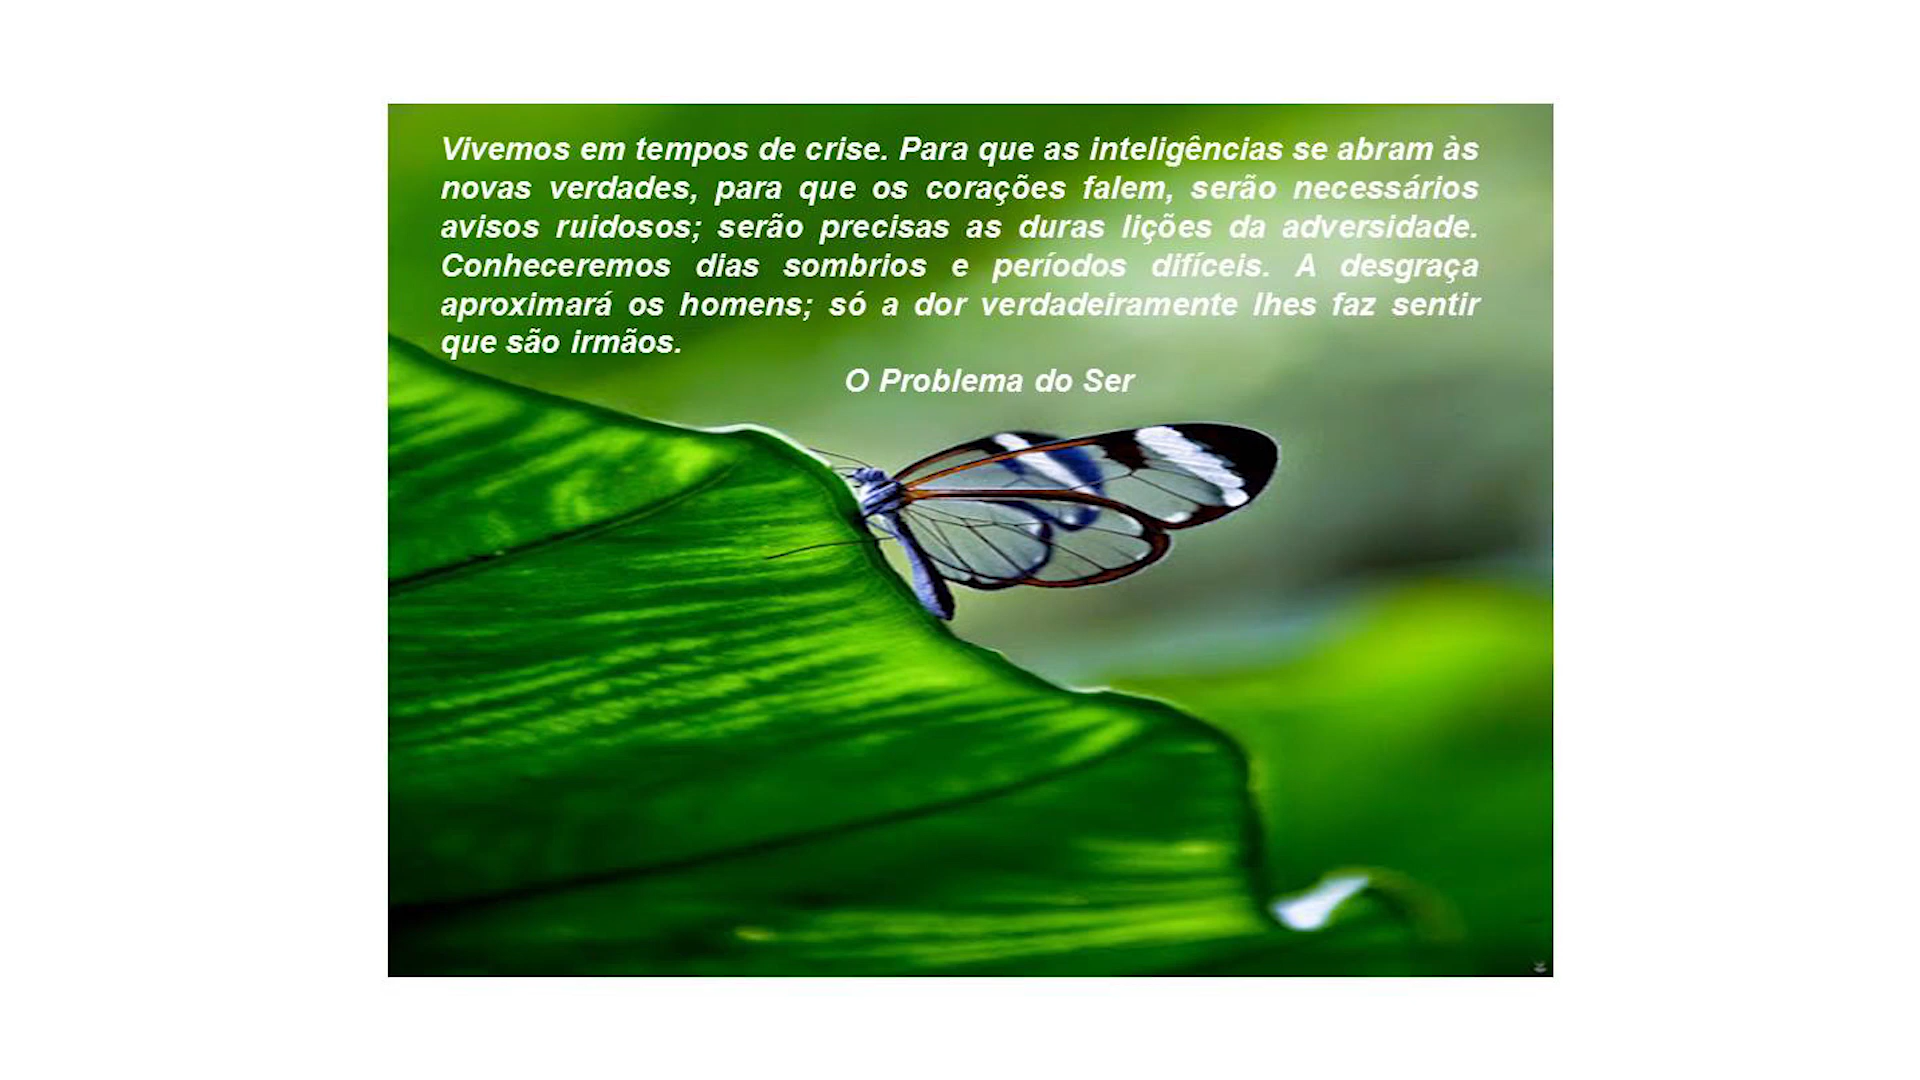 Vivemos em tempos de crise. Para que as inteligências se abram às
novas verdades, para que os corações falem, serão necessários
avisos ruidosos; serão precisas as duras lições da adversidade.
Conheceremos dias sombrios e períodos difíceis. A desgraça
aproximará os homens; só a dor verdadeiramente lhes faz sentir
que são irmãos.
O Problema do Ser